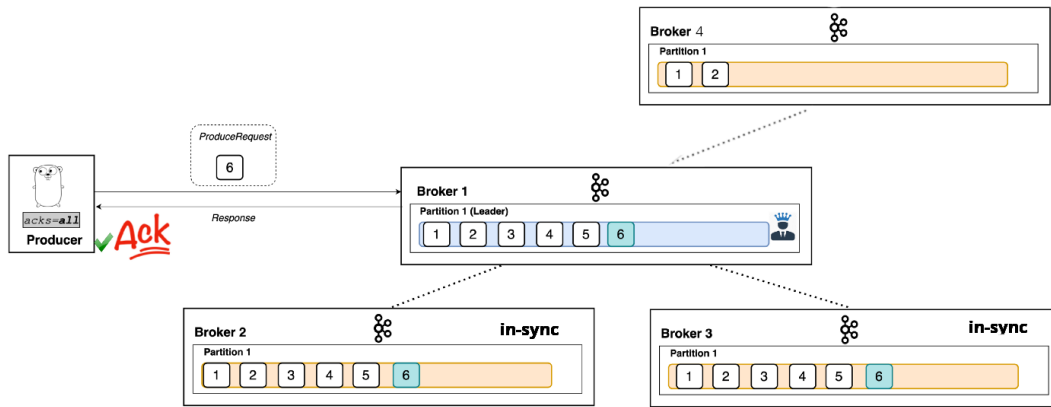 Broker 4
Partition 1
1 2
ProduceRequest
6
acks=all
Producer
Ack
Response
Broker 1
Partition 1 (Leader)
1 2 3 4 5 6
Broker 2
in-sync
Partition 1
1 2 3 4 5 6
Broker 3
in-sync
Partition 1
1 2 3 4 5 6